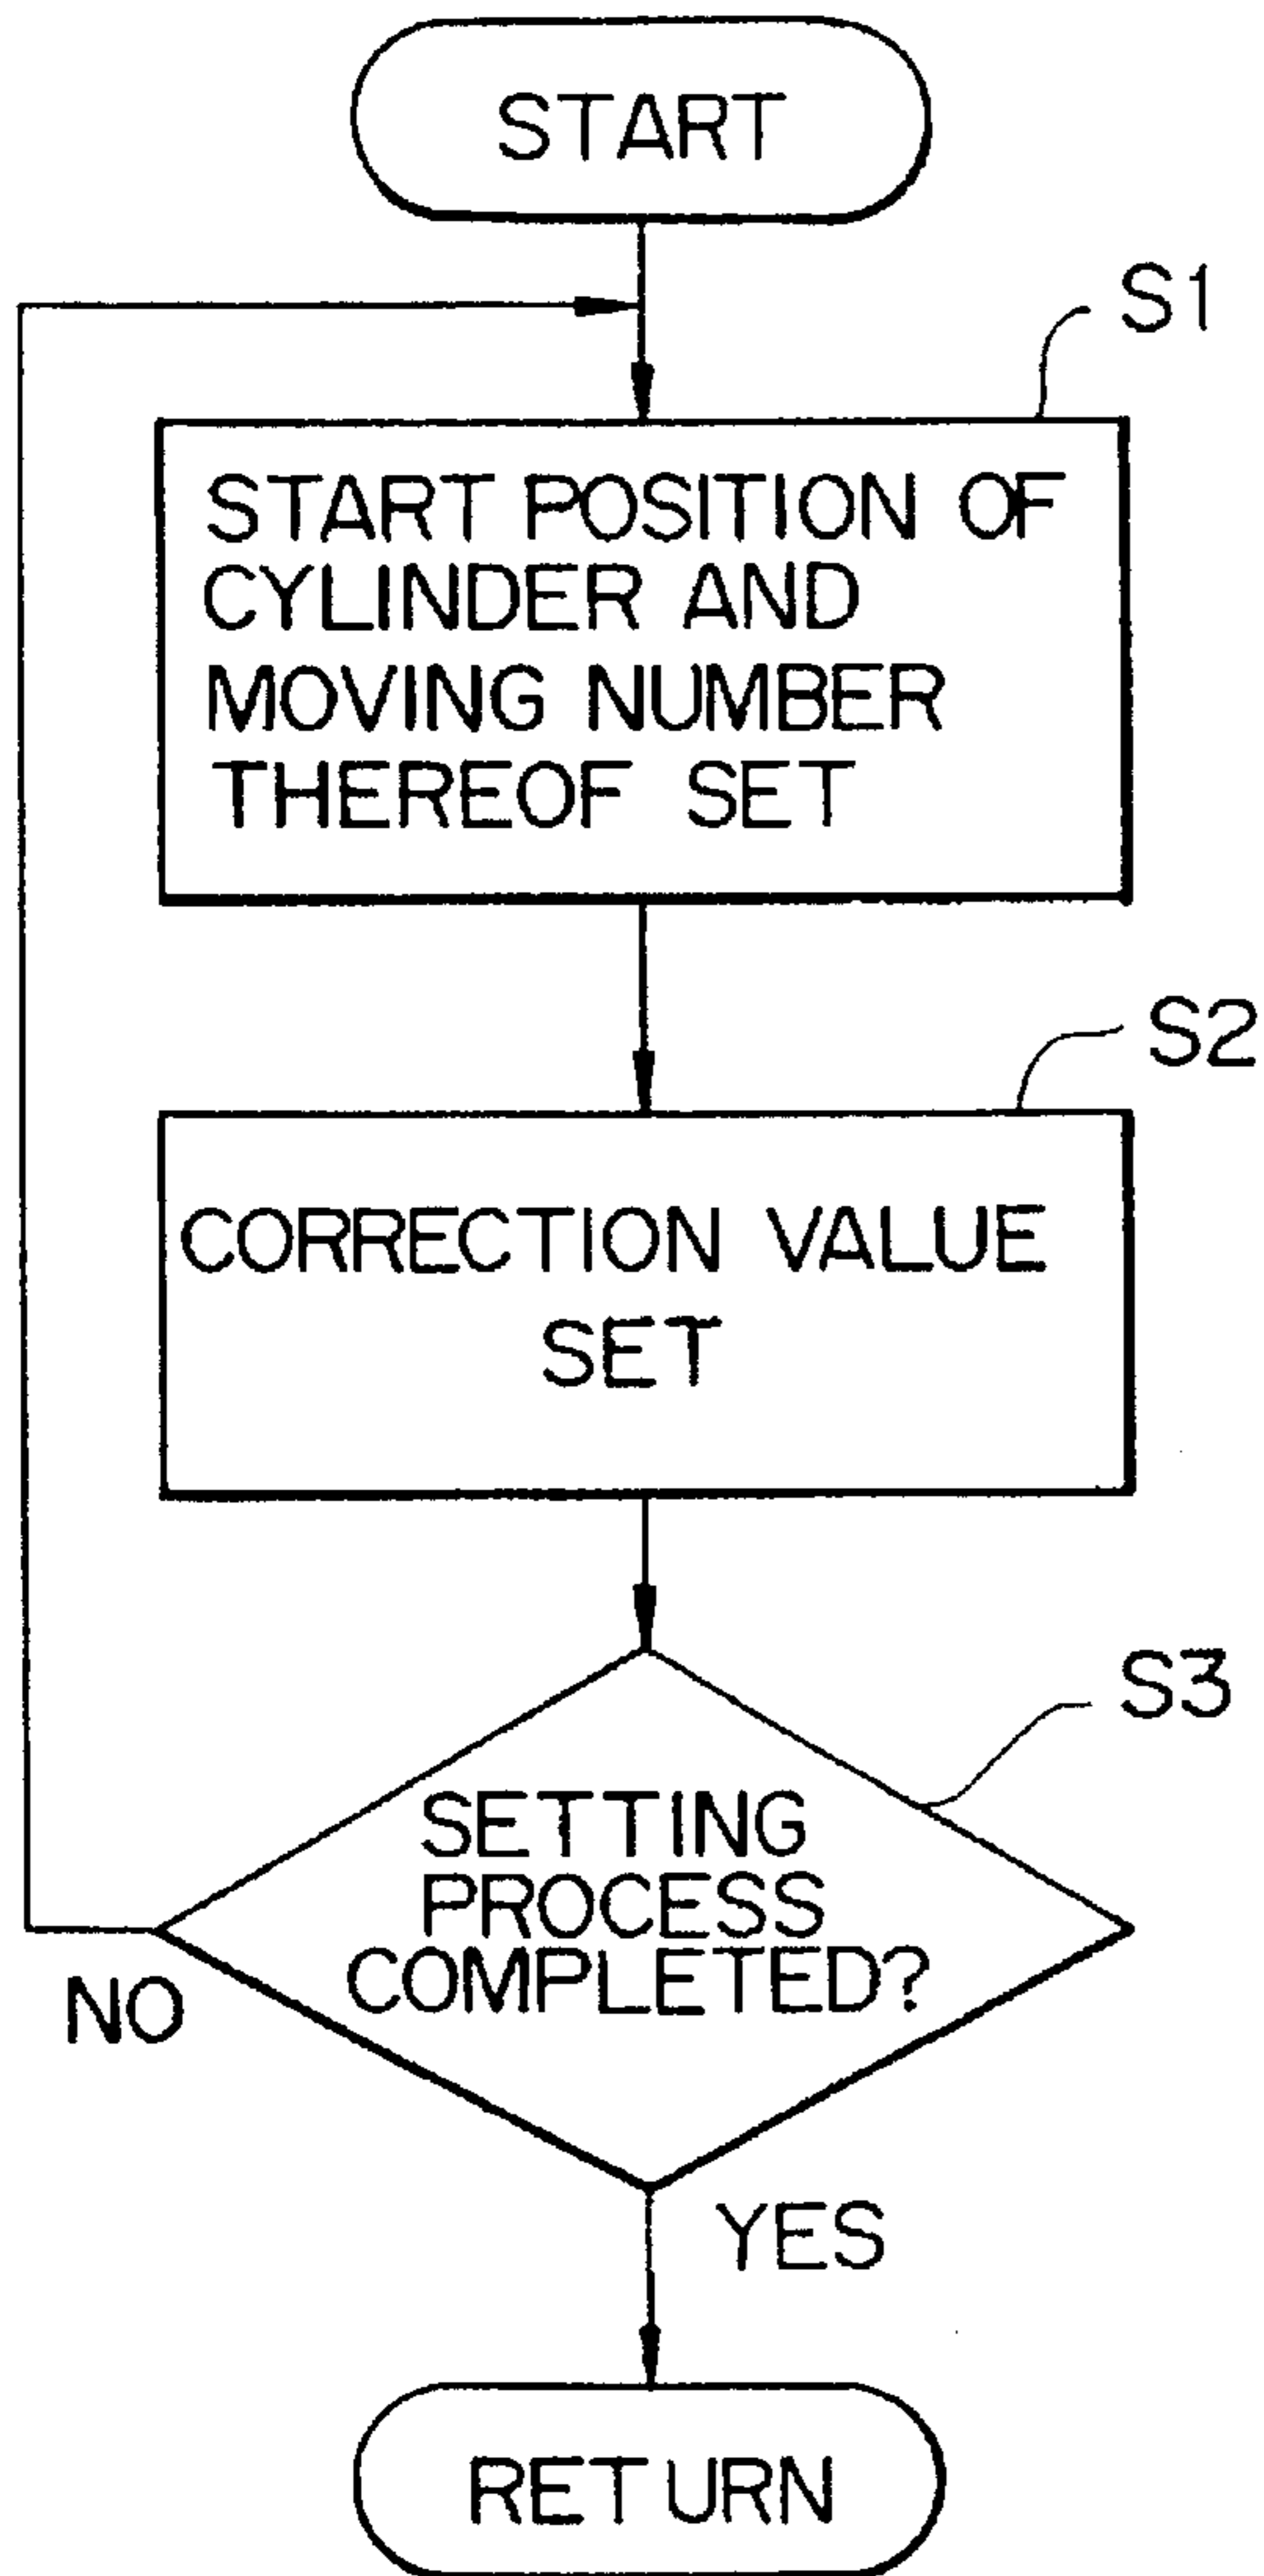 START
S1
START POSITION OF
CYLINDER AND
MOVING NUMBER
THEREOF SET
S2
CORRECTION VALUE
SET
S3
SETTING
PROCESS
COMPLETED?
NO
YES
RETURN